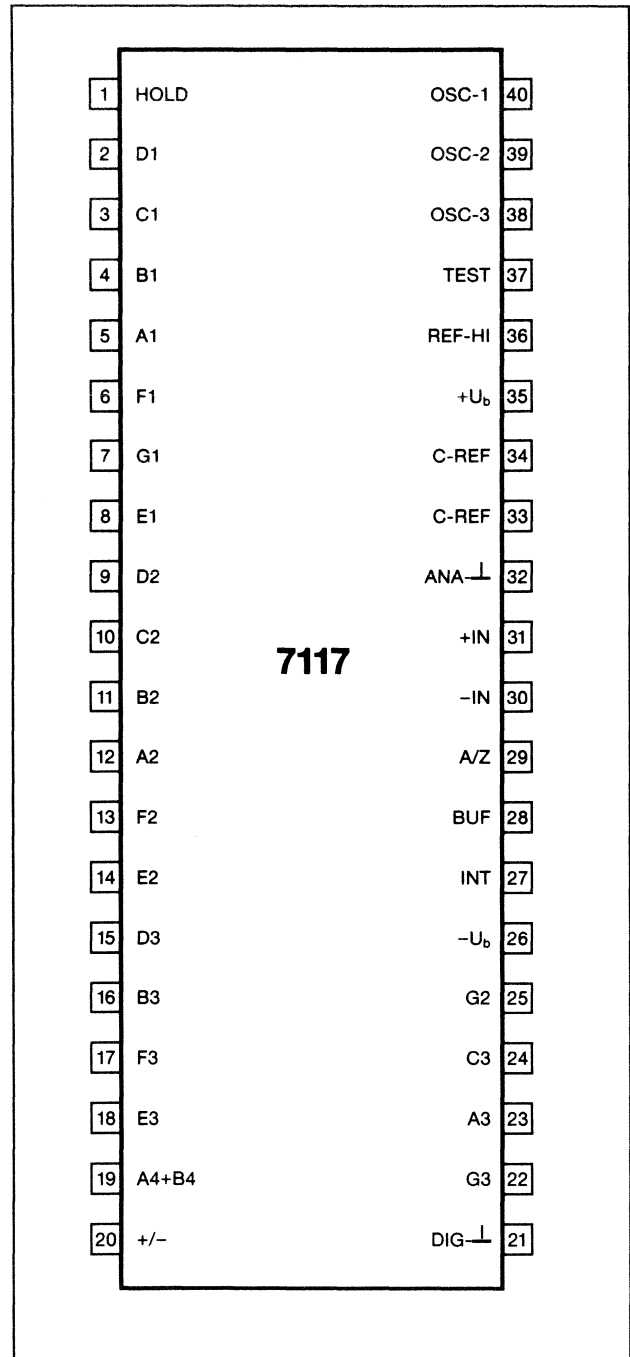 1 HOLD OSC-1 40
2 D1 OSC-2 39
3 C1 OSC-3 38
4 B1 TEST 37
5 A1 REF-HI 36
6 F1 +Ub 35
7 G1 C-REF 34
8 E1 C-REF 33
9 D2 ANA-⊥ 32
10 C2 +IN 31
7117
11 B2 −IN 30
12 A2 A/Z 29
13 F2 BUF 28
14 E2 INT 27
15 D3 −Ub 26
16 B3 G2 25
17 F3 C3 24
18 E3 A3 23
19 A4+B4 G3 22
20 +/− DIG-⊥ 21